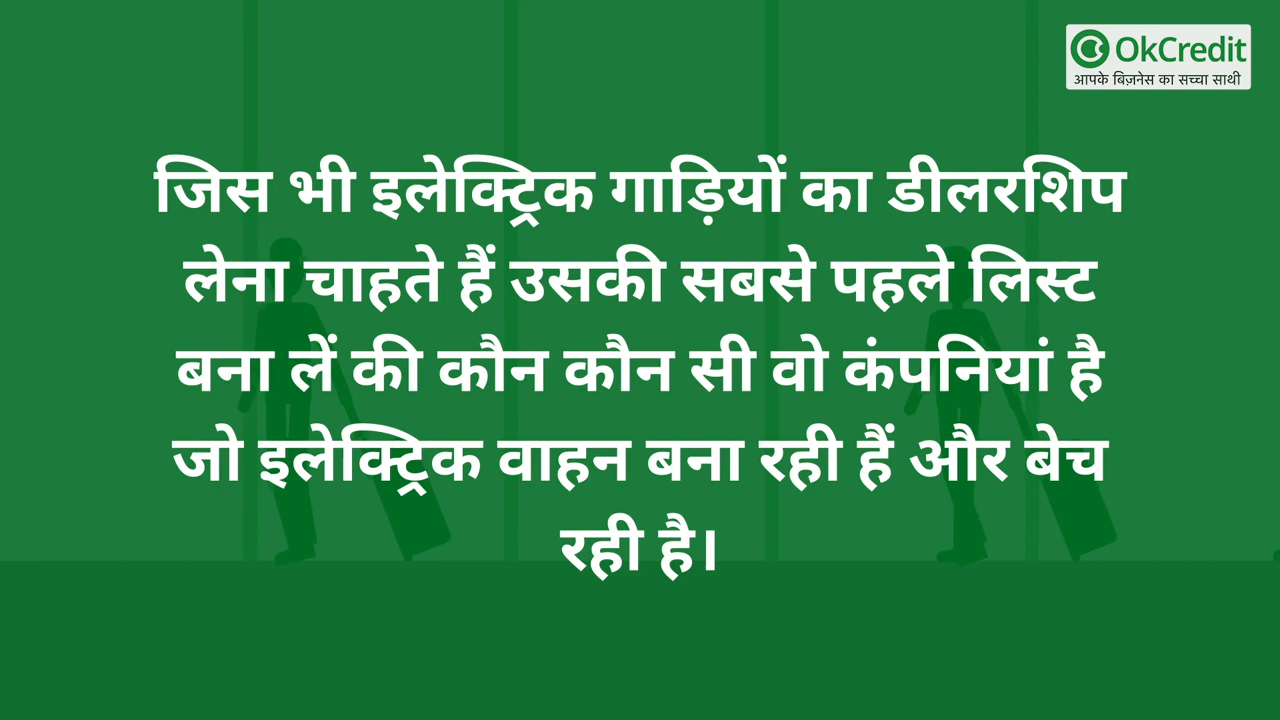 OkCredit
आपके बिज़नेस का सच्चा साथी
जिस भी इलेक्ट्रिक गाड़ियों का डीलरशिप
लेना चाहते हैं उसकी सबसे पहले लिस्ट
बना लें की कौन कौन सी वो कंपनियां है
जो इलेक्ट्रिक वाहन बना रही हैं और बेच
रही है।